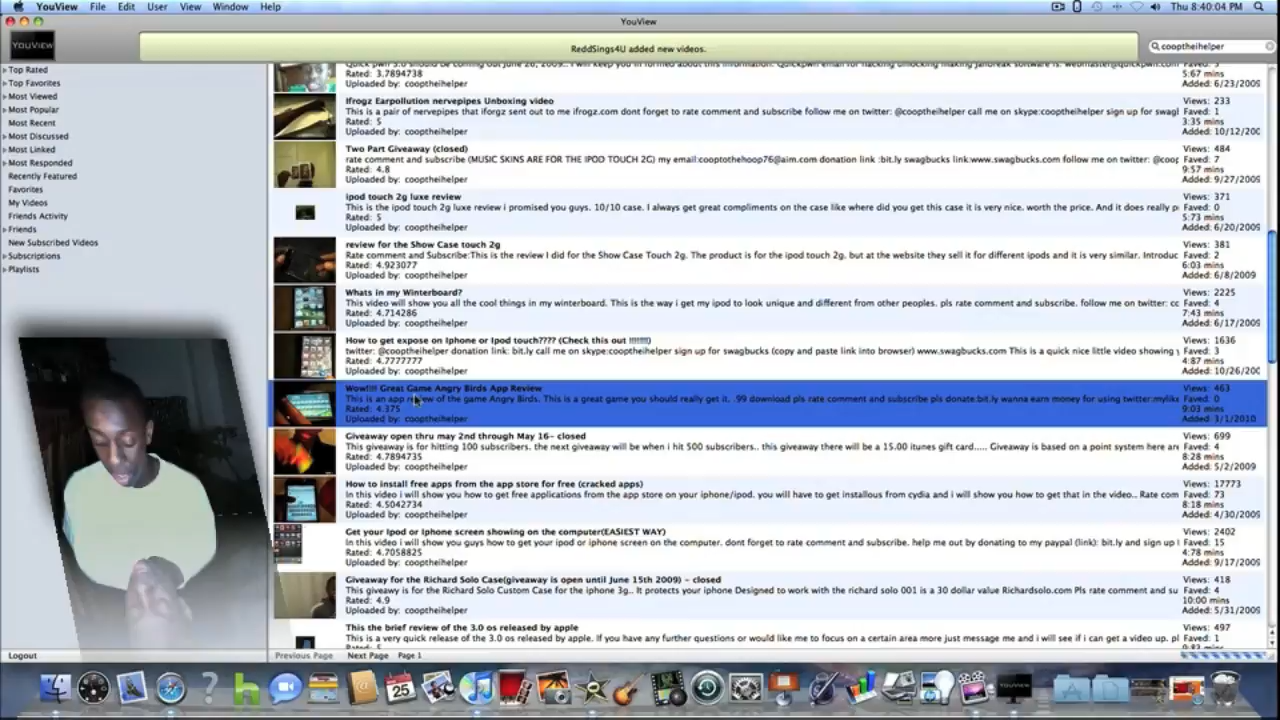 YouView File Edit User View Window Help Thu 8:40:04 PM
YouView
YOUVIEW
ReddSings4U added new videos.
cooptheihelper
Top Rated
Top Favorites
Most Viewed
Most Popular
Most Recent
Most Discussed
Most Linked
Most Responded
Recently Featured
Favorites
My Videos
Friends Activity
Friends
New Subscribed Videos
Subscriptions
Playlists
Logout
Rated: 3.7894738
5:67 mins
Uploaded by: cooptheihelper
Added: 6/23/2009
Ifrogz Earpollution nervepipes Unboxing video
Views: 233
This is a pair of nervepipes that iforgz sent out to me ifrogz.com dont forget to rate comment and subscribe follow me on twitter: @cooptheihelper call me on skype:cooptheihelper sign up for swagl
Faved: 1
Rated: 5
3:35 mins
Uploaded by: cooptheihelper
Added: 10/12/200
Two Part Giveaway (closed)
Views: 484
rate comment and subscribe (MUSIC SKINS ARE FOR THE IPOD TOUCH 2G) my email:cooptothehoop76@aim.com donation link :bit.ly swagbucks link:www.swagbucks.com follow me on twitter: @coop
Faved: 7
Rated: 4.8
9:57 mins
Uploaded by: cooptheihelper
Added: 9/27/2009
ipod touch 2g luxe review
Views: 371
This is the ipod touch 2g luxe review i promised you guys. 10/10 case. I always get great compliments on the case like where did you get this case it is very nice. worth the price. And it does really p
Faved: 0
Rated: 5
5:73 mins
Uploaded by: cooptheihelper
Added: 6/20/2009
review for the Show Case touch 2g
Views: 381
Rate comment and Subscribe:This is the review I did for the Show Case Touch 2g. The product is for the ipod touch 2g. but at the website they sell it for different ipods and it is very similar. Introduc
Faved: 2
Rated: 4.923077
6:03 mins
Uploaded by: cooptheihelper
Added: 6/8/2009
Whats in my Winterboard?
Views: 2225
This video will show you all the cool things in my winterboard. This is the way i get my ipod to look unique and different from other peoples. pls rate comment and subscribe. follow me on twitter: cc
Faved: 4
Rated: 4.714286
7:43 mins
Uploaded by: cooptheihelper
Added: 6/17/2009
How to get expose on Iphone or Ipod touch???? (Check this out !!!!!!!)
Views: 1636
twitter: @cooptheihelper donation link: bit.ly call me on skype:cooptheihelper sign up for swagbucks (copy and paste link into browser) www.swagbucks.com This is a quick nice little video showing y
Faved: 3
Rated: 4.7777777
4:87 mins
Uploaded by: cooptheihelper
Added: 10/26/200
Wow!!!! Great Game Angry Birds App Review
Views: 463
This is an app review of the game Angry Birds. This is a great game you should really get it. .99 download pls rate comment and subscribe pls donate:bit.ly wanna earn money for using twitter:mylike
Faved: 0
Rated: 4.375
9:03 mins
Uploaded by: cooptheihelper
Added: 3/1/2010
Giveaway open thru may 2nd through May 16- closed
Views: 699
This giveaway is for hitting 100 subscribers. the next giveaway will be when i hit 500 subscribers.. this giveaway there will be a 15.00 itunes gift card..... Giveaway is based on a point system here are
Faved: 4
Rated: 4.7894735
8:28 mins
Uploaded by: cooptheihelper
Added: 5/2/2009
How to install free apps from the app store for free (cracked apps)
Views: 17773
In this video i will show you how to get free applications from the app store on your iphone/ipod. you will have to get installous from cydia and i will show you how to get that in the video.. Rate com
Faved: 73
Rated: 4.5042734
8:18 mins
Uploaded by: cooptheihelper
Added: 4/30/2009
Get your Ipod or Iphone screen showing on the computer(EASIEST WAY)
Views: 2402
In this video i will show you guys how to get your ipod or iphone screen on the computer. dont forget to rate comment and subscribe. help me out by donating to my paypal (link): bit.ly and sign up
Faved: 15
Rated: 4.7058825
4:78 mins
Uploaded by: cooptheihelper
Added: 9/17/2009
Giveaway for the Richard Solo Case(giveaway is open until June 15th 2009) - closed
Views: 418
This giveawy is for the Richard Solo Custom Case for the iphone 3g.. It protects your iphone Designed to work with the richard solo 001 is a 30 dollar value Richardsolo.com Pls rate comment and su
Faved: 4
Rated: 4.9
10:00 mins
Uploaded by: cooptheihelper
Added: 5/31/2009
This the brief review of the 3.0 os released by apple
Views: 497
This is a very quick release of the 3.0 os released by apple. If you have any further questions or would like me to focus on a certain area more just message me and i will see if i can get a video up. pl
Faved: 1
Previous Page Next Page Page 1
25
YOUVIEW